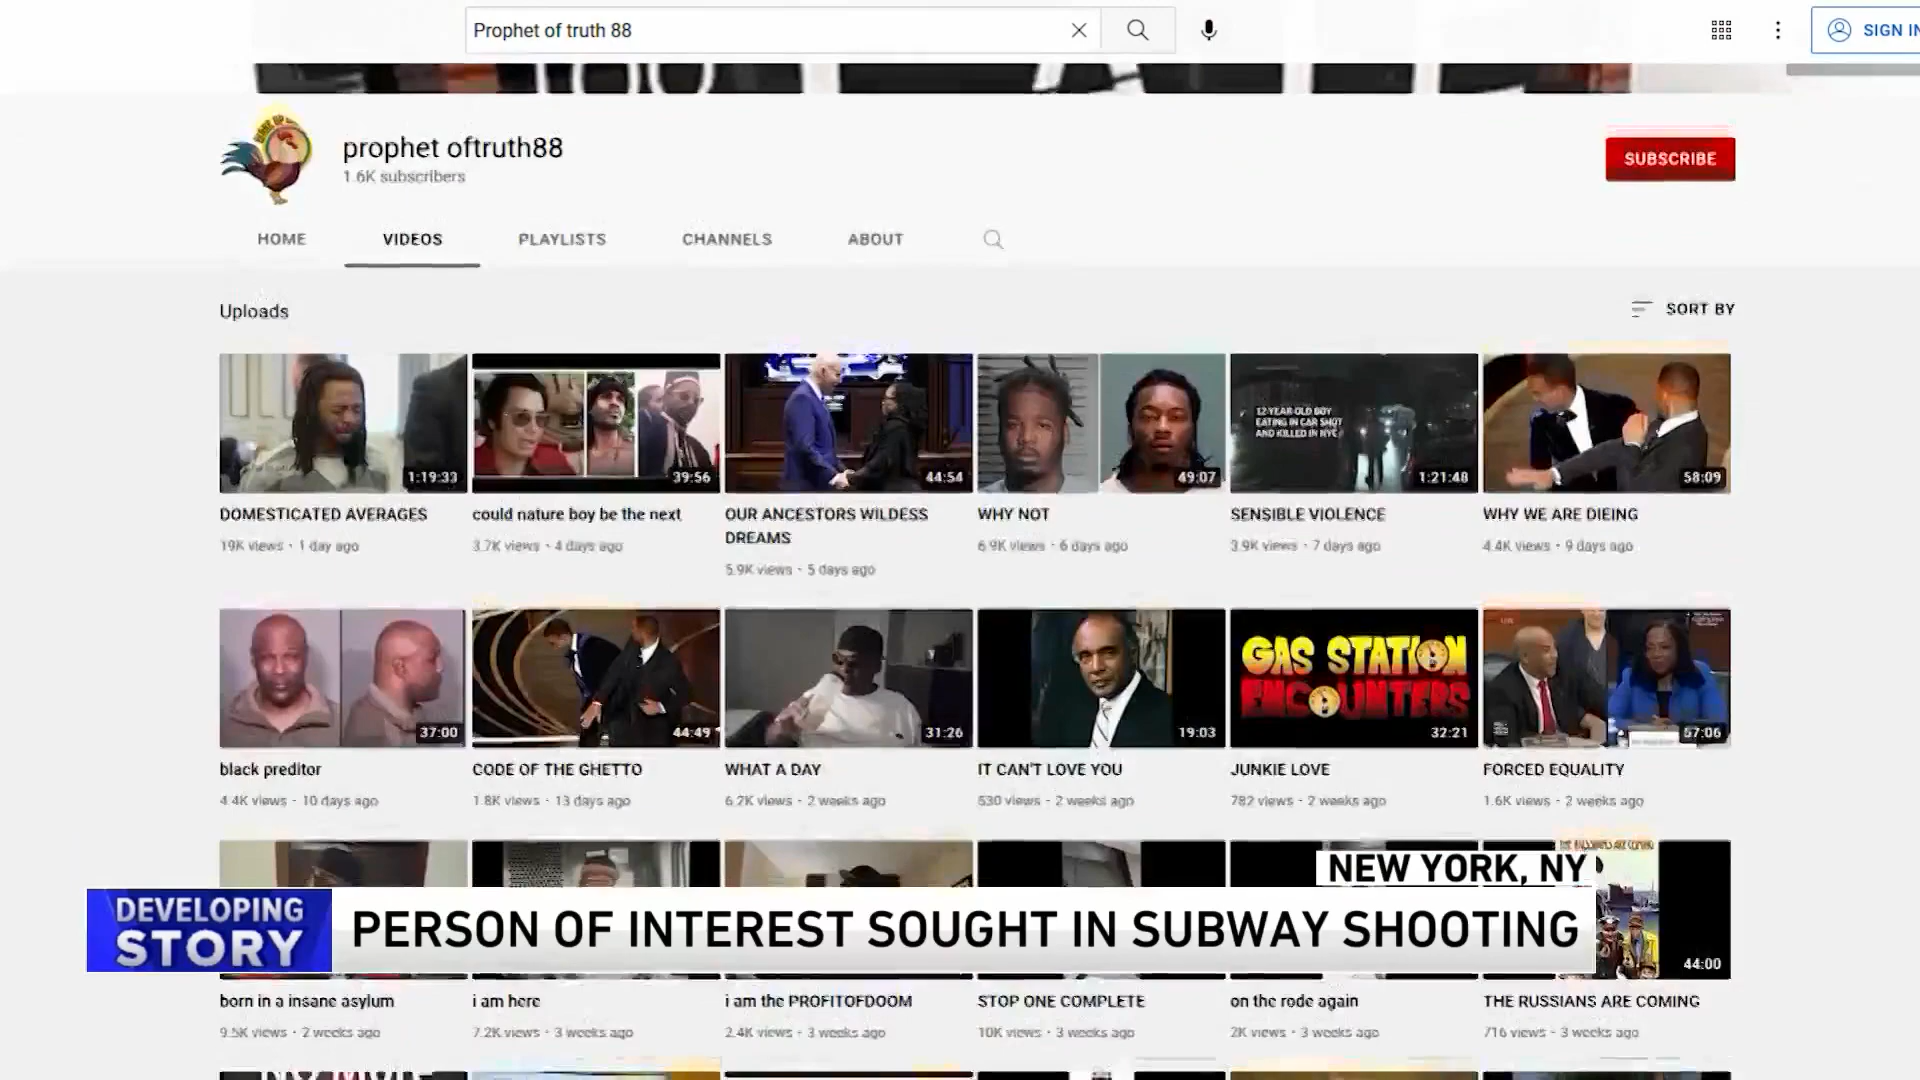 Prophet of truth 88
SIGN IN
prophet oftruth88
1.6K subscribers
SUBSCRIBE
HOME
VIDEOS
PLAYLISTS
CHANNELS
ABOUT
Uploads
SORT BY
12-YEAR-OLD BOY
EATING IN CAR SHOT
AND KILLED IN NYC
1:19:33
39:56
44:54
49:07
1:21:48
58:09
DOMESTICATED AVERAGES
could nature boy be the next
OUR ANCESTORS WILDESS
DREAMS
WHY NOT
SENSIBLE VIOLENCE
WHY WE ARE DIEING
19K views • 1 day ago
3.7K views • 4 days ago
5.9K views • 5 days ago
6.9K views • 6 days ago
3.9K views • 7 days ago
4.4K views • 9 days ago
GAS STATION
ENCOUNTERS
37:00
44:49
31:26
19:03
32:21
57:06
black preditor
CODE OF THE GHETTO
WHAT A DAY
IT CAN'T LOVE YOU
JUNKIE LOVE
FORCED EQUALITY
4.4K views • 10 days ago
1.8K views • 13 days ago
6.2K views • 2 weeks ago
530 views • 2 weeks ago
782 views • 2 weeks ago
1.6K views • 2 weeks ago
THE RUSSIANS ARE COMING
NEW YORK, NY
DEVELOPING
STORY
PERSON OF INTEREST SOUGHT IN SUBWAY SHOOTING
44:00
born in a insane asylum
i am here
i am the PROFITOFDOOM
STOP ONE COMPLETE
on the rode again
THE RUSSIANS ARE COMING
9.5K views • 2 weeks ago
7.2K views • 3 weeks ago
2.4K views • 3 weeks ago
10K views • 3 weeks ago
2K views • 3 weeks ago
716 views • 3 weeks ago